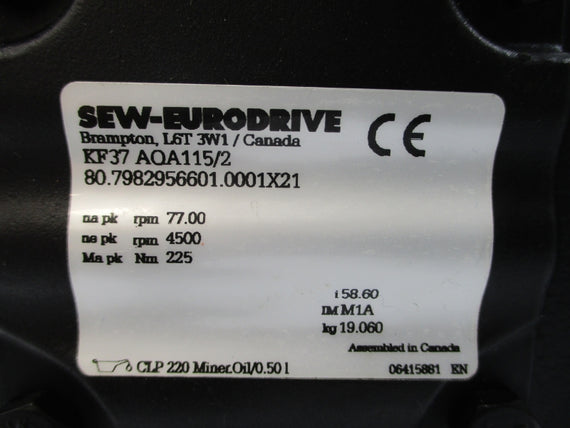 SEW-EURODRIVE
CE
Brampton, L6T 3W1 / Canada
KF37 AQA115/2
80.7982956601.0001X21
na pk rpm 77.00
ne pk rpm 4500
Ma pk Nm 225
i 58.60
IM M1A
kg 19.060
Assembled in Canada
CLP 220 Miner.Oil/0.50 l
06415881 EN